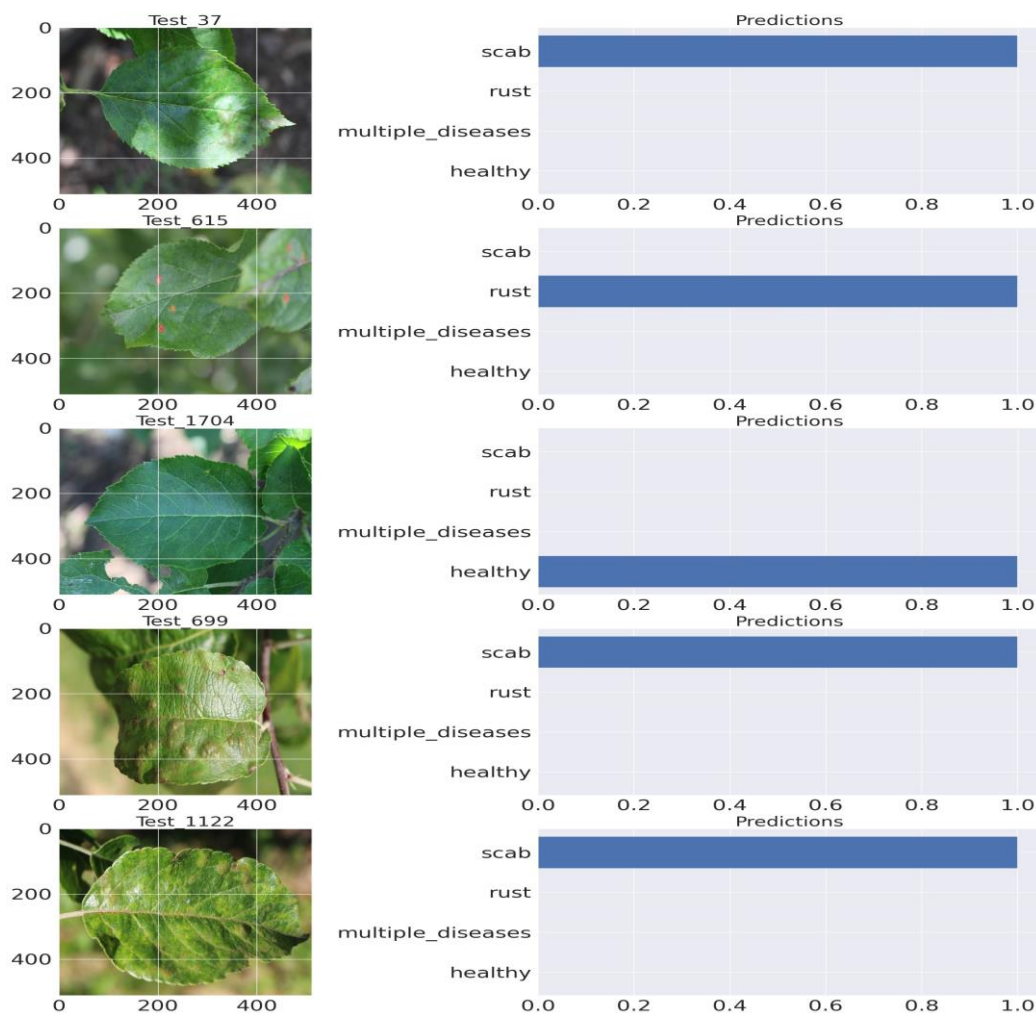 Test_37
0
200
400
0 200 400
Predictions
scab
rust
multiple_diseases
healthy
0.0 0.2 0.4 0.6 0.8 1.0
Test_615
0
200
400
0 200 400
Predictions
scab
rust
multiple_diseases
healthy
0.0 0.2 0.4 0.6 0.8 1.0
Test_1704
0
200
400
0 200 400
Predictions
scab
rust
multiple_diseases
healthy
0.0 0.2 0.4 0.6 0.8 1.0
Test_699
0
200
400
0 200 400
Predictions
scab
rust
multiple_diseases
healthy
0.0 0.2 0.4 0.6 0.8 1.0
Test_1122
0
200
400
0 200 400
Predictions
scab
rust
multiple_diseases
healthy
0.0 0.2 0.4 0.6 0.8 1.0